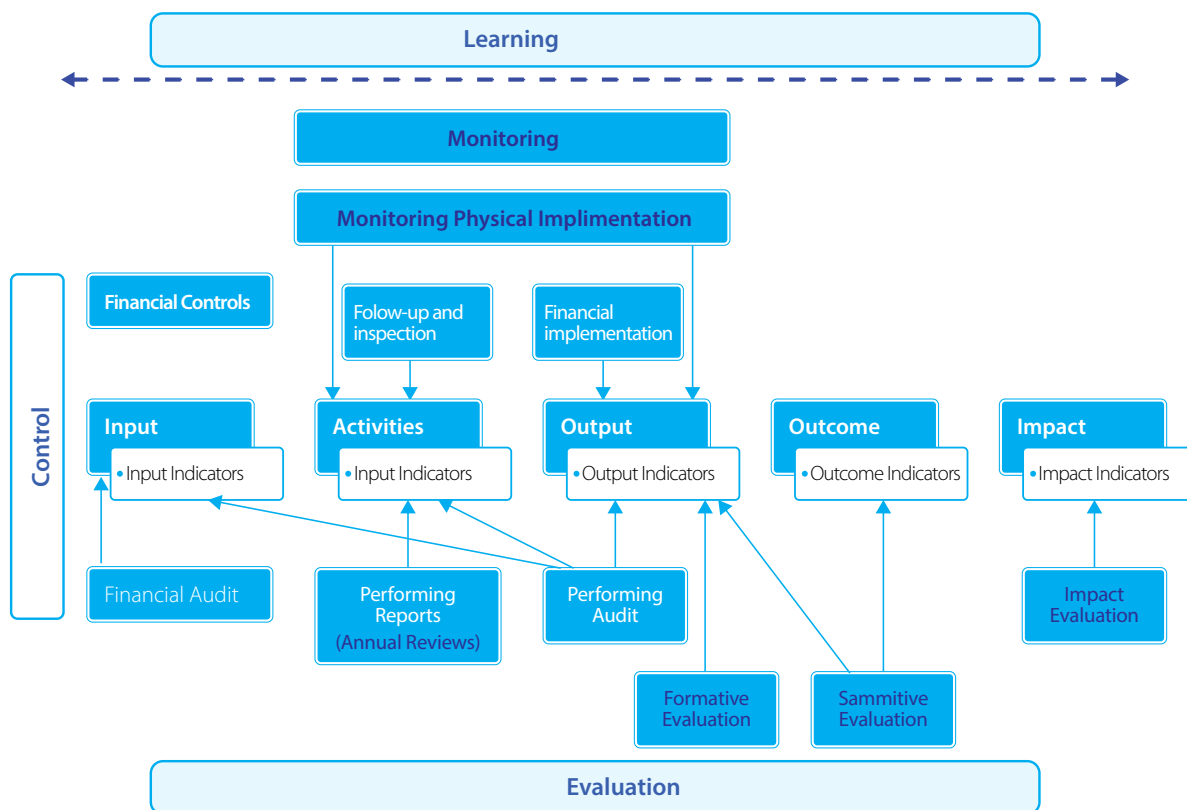 Learning
Monitoring
Monitoring Physical Implimentation
Control
Financial Controls
Folow-up and
inspection
Financial
implementation
Input
• Input Indicators
Activities
• Input Indicators
Output
• Output Indicators
Outcome
• Outcome Indicators
Impact
• Impact Indicators
Financial Audit
Performing
Reports
(Annual Reviews)
Performing
Audit
Impact
Evaluation
Formative
Evaluation
Sammitive
Evaluation
Evaluation